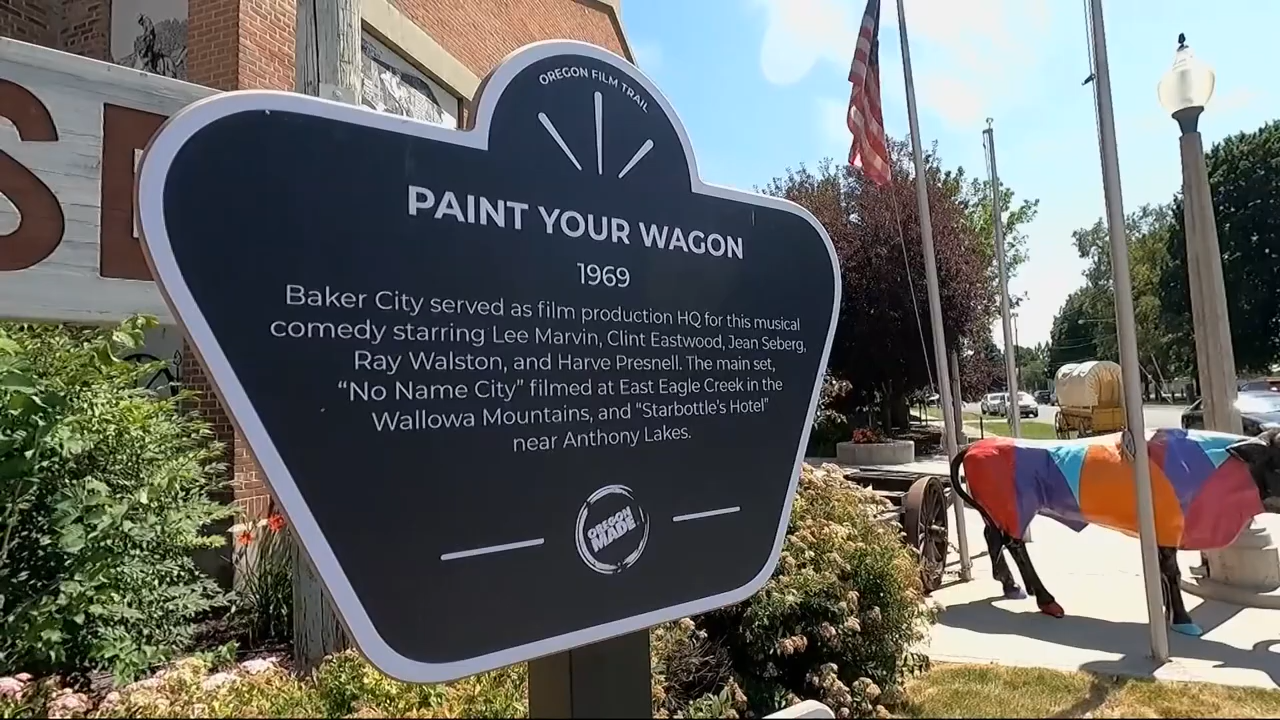 SE
OREGON FILM TRAIL
PAINT YOUR WAGON
1969
Baker City served as film production HQ for this musical
comedy starring Lee Marvin, Clint Eastwood, Jean Seberg,
Ray Walston, and Harve Presnell. The main set,
“No Name City” filmed at East Eagle Creek in the
Wallowa Mountains, and “Starbottle's Hotel”
near Anthony Lakes.
OREGON
MADE